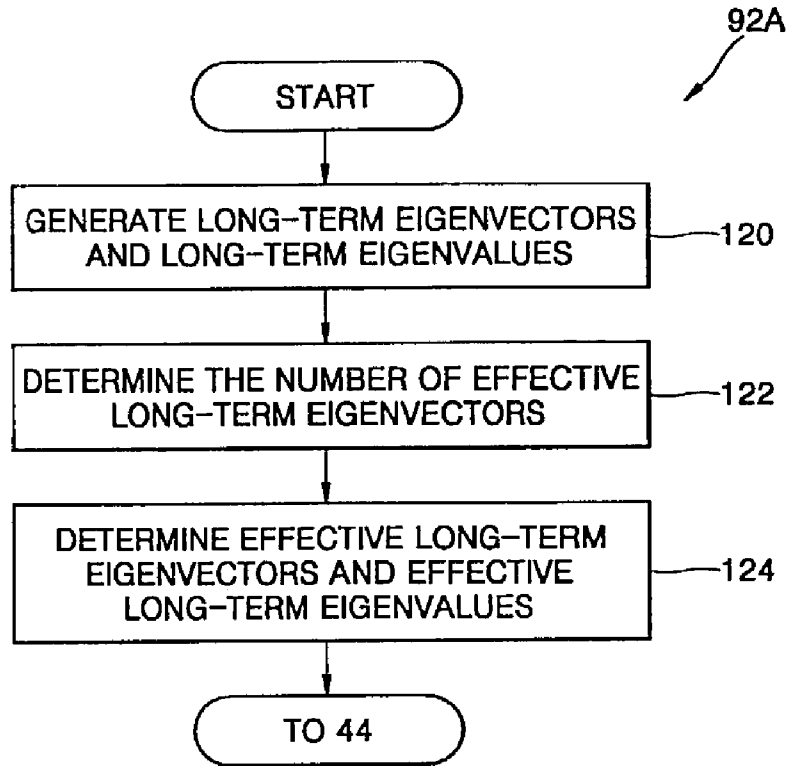 92A
START
GENERATE LONG-TERM EIGENVECTORS
AND LONG-TERM EIGENVALUES
120
DETERMINE THE NUMBER OF EFFECTIVE
LONG-TERM EIGENVECTORS
122
DETERMINE EFFECTIVE LONG-TERM
EIGENVECTORS AND EFFECTIVE
LONG-TERM EIGENVALUES
124
TO 44